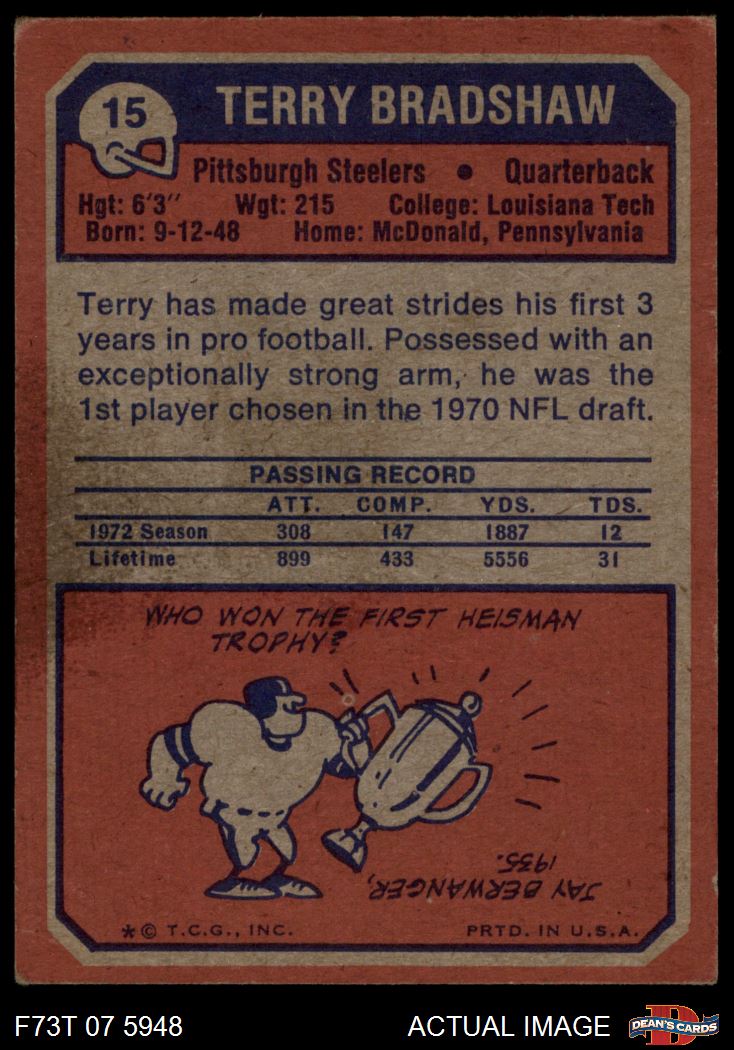 15
TERRY BRADSHAW
Pittsburgh Steelers • Quarterback
Hgt: 6'3" Wgt: 215 College: Louisiana Tech
Born: 9-12-48 Home: McDonald, Pennsylvania
Terry has made great strides his first 3
years in pro football. Possessed with an
exceptionally strong arm, he was the
1st player chosen in the 1970 NFL draft.
PASSING RECORD
ATT. COMP. YDS. TDS.
1972 Season 308 147 1887 12
Lifetime 899 433 5556 31
WHO WON THE FIRST HEISMAN
TROPHY?
JAY BERWANGER,
1935.
*© T.C.G., INC. PRTD. IN U.S.A.
F73T 07 5948 ACTUAL IMAGE
D
DEAN'S CARDS